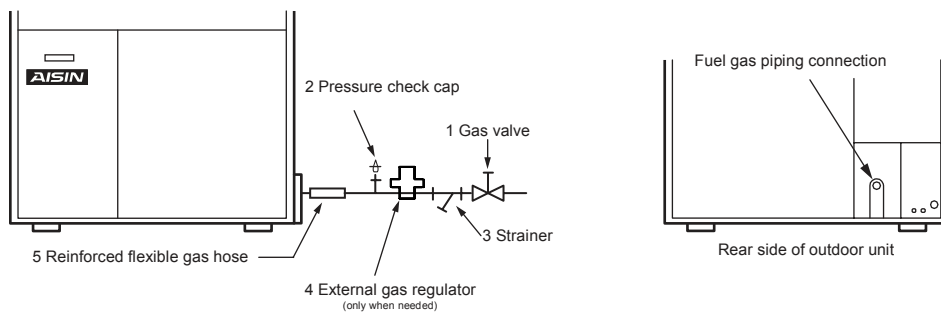 AISIN
2 Pressure check cap
1 Gas valve
3 Strainer
5 Reinforced flexible gas hose
4 External gas regulator
(only when needed)
Fuel gas piping connection
Rear side of outdoor unit